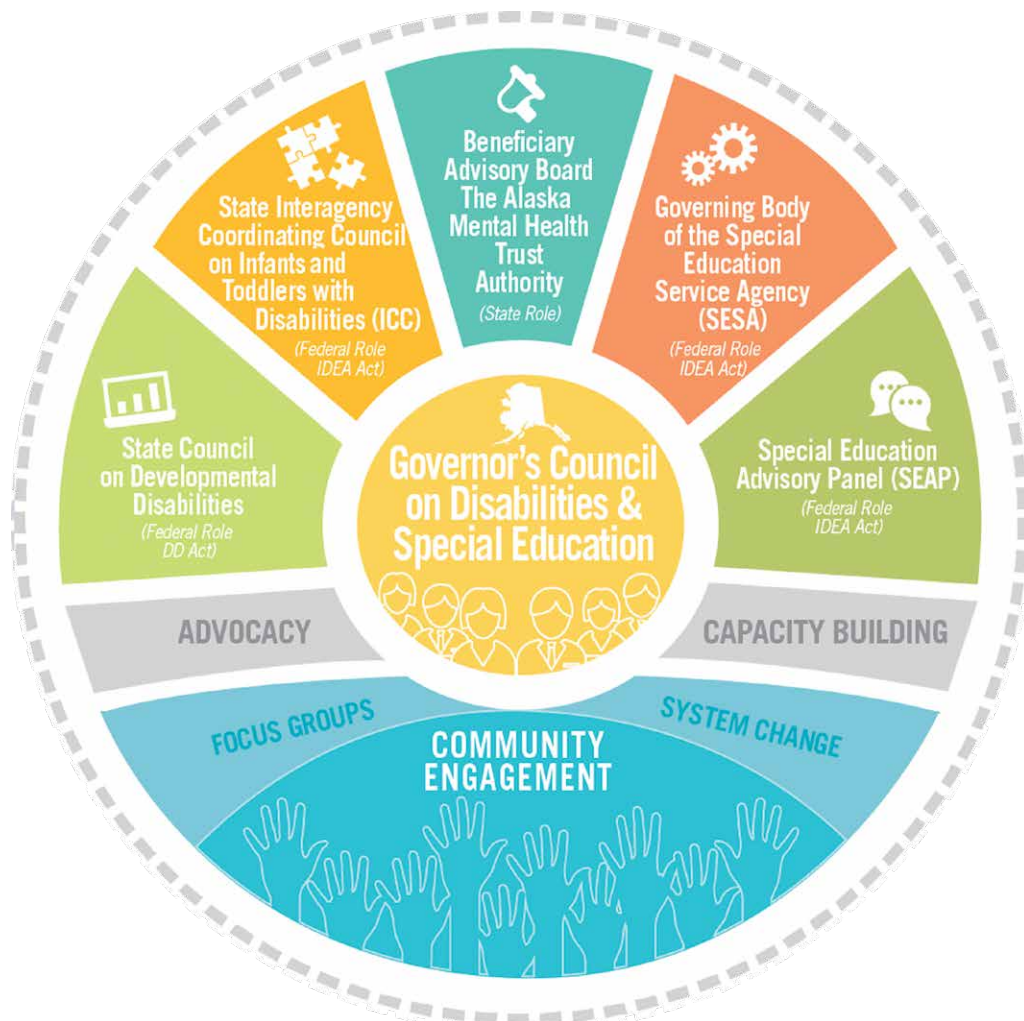 Beneficiary
Advisory Board
The Alaska
Mental Health
Trust
Authority
(State Role)
State Interagency
Coordinating Council
on Infants and
Toddlers with
Disabilities (ICC)
(Federal Role
IDEA Act)
Governing Body
of the Special
Education
Service Agency
(SESA)
(Federal Role
IDEA Act)
State Council
on Developmental
Disabilities
(Federal Role
DD Act)
Governor's Council
on Disabilities &
Special Education
Special Education
Advisory Panel (SEAP)
(Federal Role
IDEA Act)
ADVOCACY
CAPACITY BUILDING
FOCUS GROUPS
SYSTEM CHANGE
COMMUNITY
ENGAGEMENT